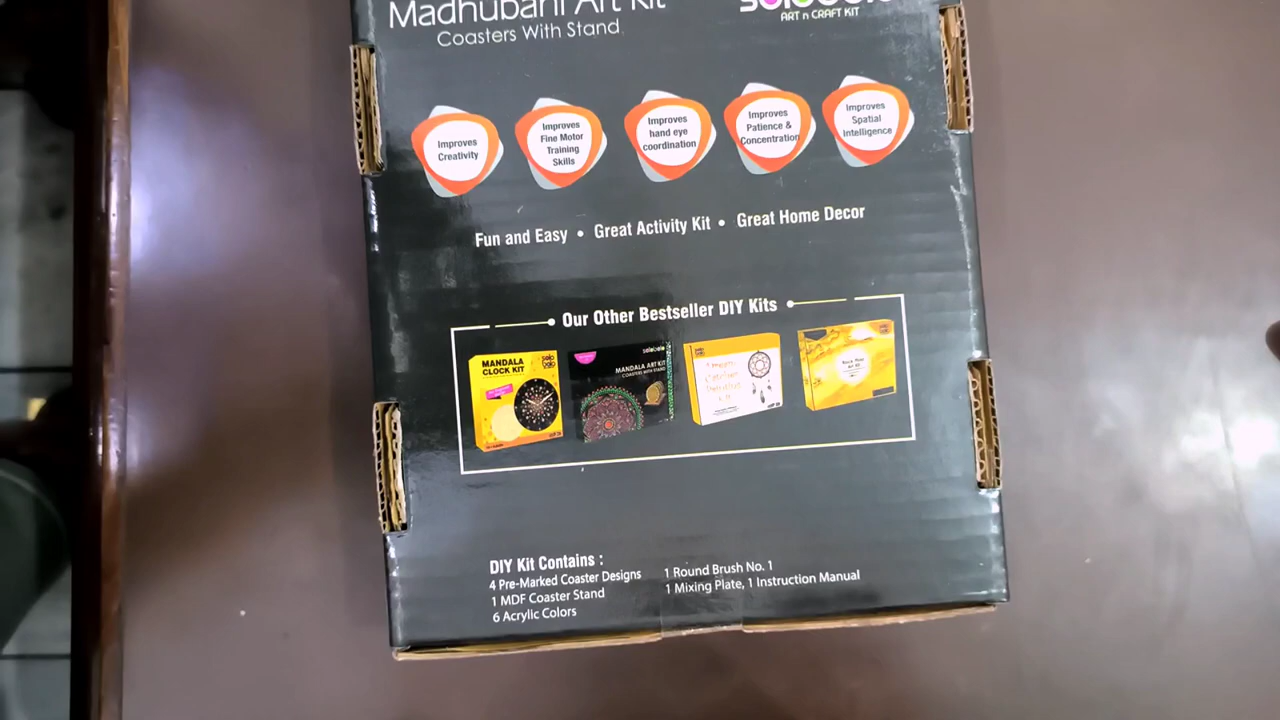 Madhubani Art Kit
Coasters With Stand
ART n CRAFT KIT
Improves
Creativity
Improves
Fine Motor
Training
Skills
Improves
hand eye
coordination
Improves
Patience &
Concentration
Improves
Spatial
Intelligence
Fun and Easy • Great Activity Kit • Great Home Decor
Our Other Bestseller DIY Kits
MANDALA
CLOCK KIT
MANDALA ART KIT
COASTERS WITH STAND
DIY Kit Contains :
4 Pre-Marked Coaster Designs
1 MDF Coaster Stand
6 Acrylic Colors
1 Round Brush No. 1
1 Mixing Plate, 1 Instruction Manual